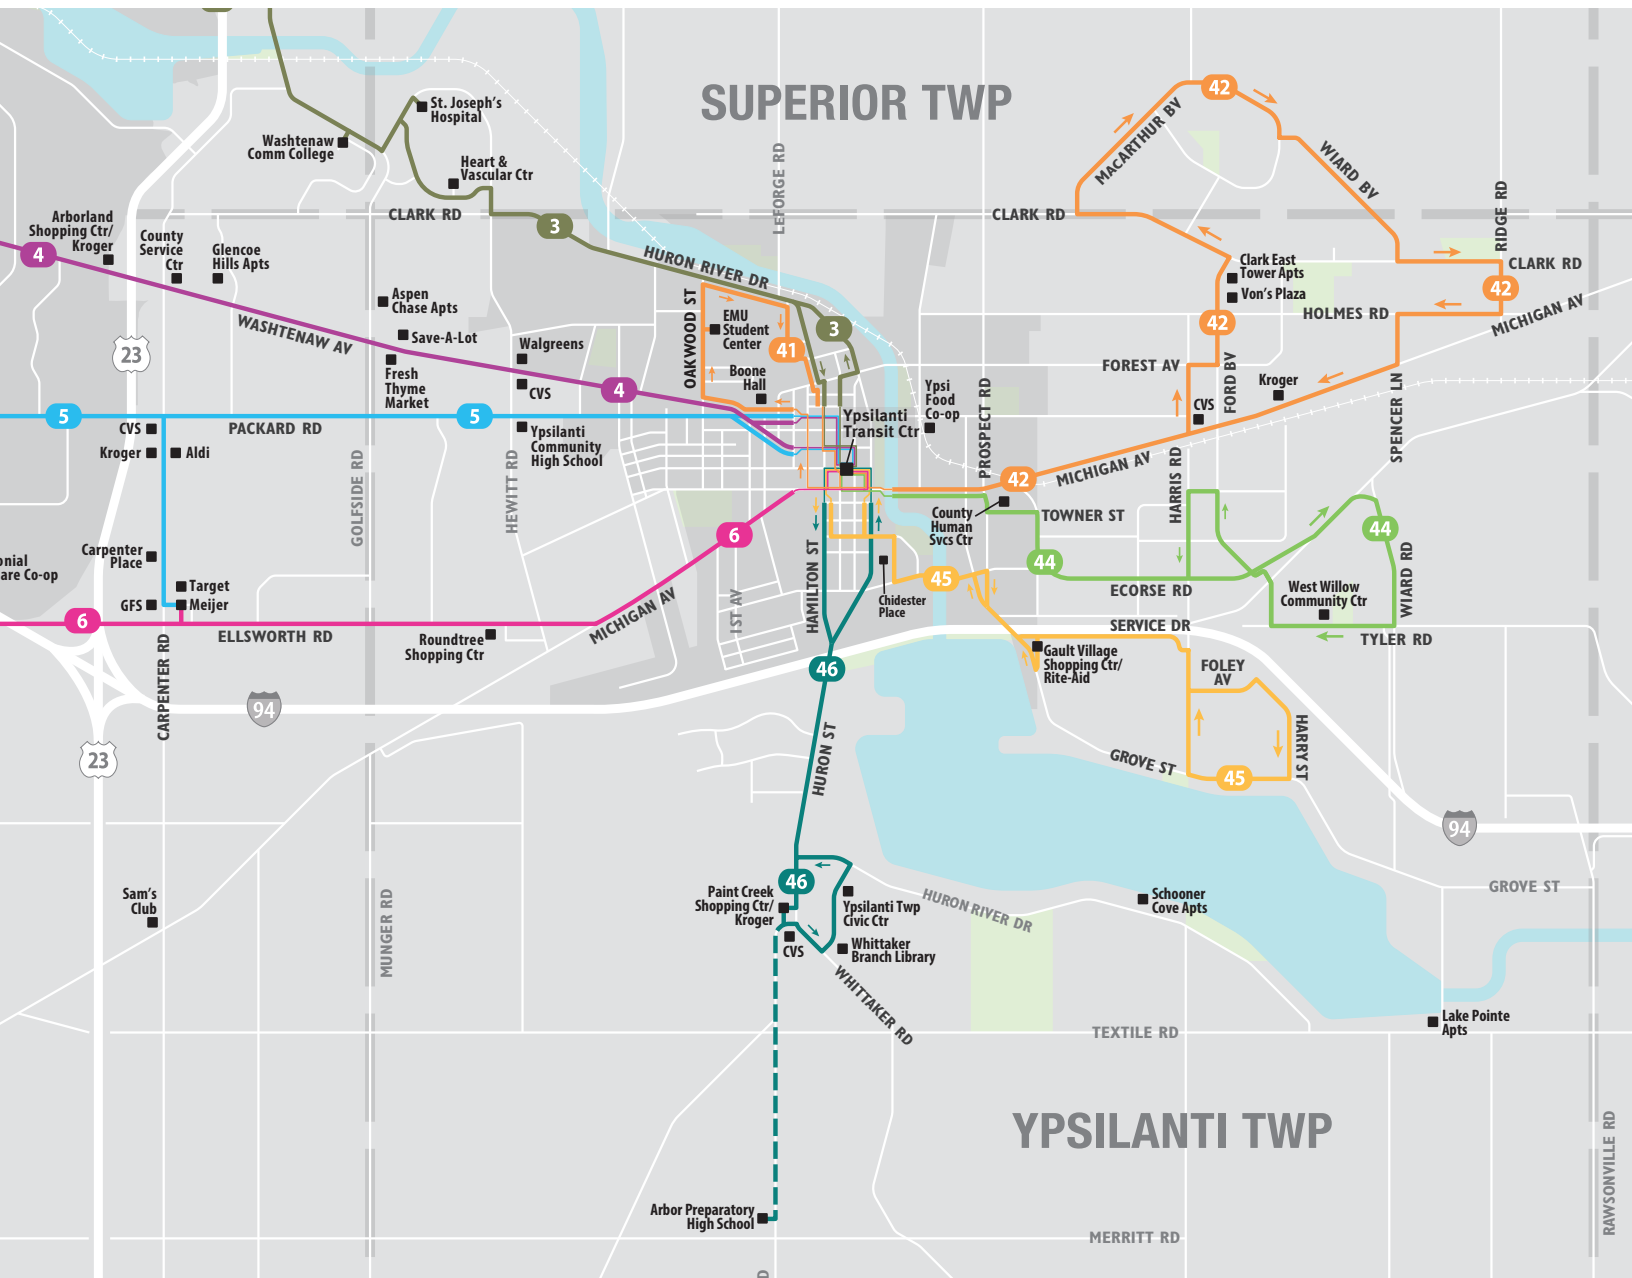 SUPERIOR TWP
42
MACARTHUR BV
WIARD BV
St. Joseph's
Hospital
Washtenaw
Comm College
Heart &
Vascular Ctr
LEFORGE RD
CLARK RD
3
CLARK RD
RIDGE RD
Arborland
Shopping Ctr/
Kroger
4
County
Service
Ctr
Glencoe
Hills Apts
HURON RIVER DR
Clark East
Tower Apts
Von's Plaza
CLARK RD
42
HOLMES RD
MICHIGAN AV
Aspen
Chase Apts
Save-A-Lot
WASHTENAW AV
23
Fresh
Thyme
Market
Walgreens
CVS
4
OAKWOOD ST
EMU
Student
Center
41
3
Boone
Hall
42
FOREST AV
FORD BV
Kroger
CVS
SPENCER LN
Ypsi
Food
Co-op
PROSPECT RD
Ypsilanti
Transit Ctr
5
PACKARD RD
5
CVS
Kroger
Aldi
Ypsilanti
Community
High School
GOLFSIDE RD
HEWITT RD
42
MICHIGAN AV
HARRIS RD
County
Human
Svcs Ctr
TOWNER ST
44
44
ECORSE RD
WIARD RD
West Willow
Community Ctr
TYLER RD
6
Carpenter
Place
onial
are Co-op
Target
Meijer
GFS
6
ELLSWORTH RD
CARPENTER RD
Roundtree
Shopping Ctr
MICHIGAN AV
1ST AV
HAMILTON ST
45
Chidester
Place
SERVICE DR
Gault Village
Shopping Ctr/
Rite-Aid
FOLEY
AV
HARRY ST
GROVE ST
45
46
94
23
HURON ST
94
46
Paint Creek
Shopping Ctr/
Kroger
Ypsilanti Twp
Civic Ctr
CVS
Whittaker
Branch Library
WHITTAKER RD
HURON RIVER DR
Schooner
Cove Apts
GROVE ST
Sam's
Club
MUNGER RD
TEXTILE RD
Lake Pointe
Apts
YPSILANTI TWP
Arbor Preparatory
High School
MERRITT RD
RAWSONVILLE RD
D